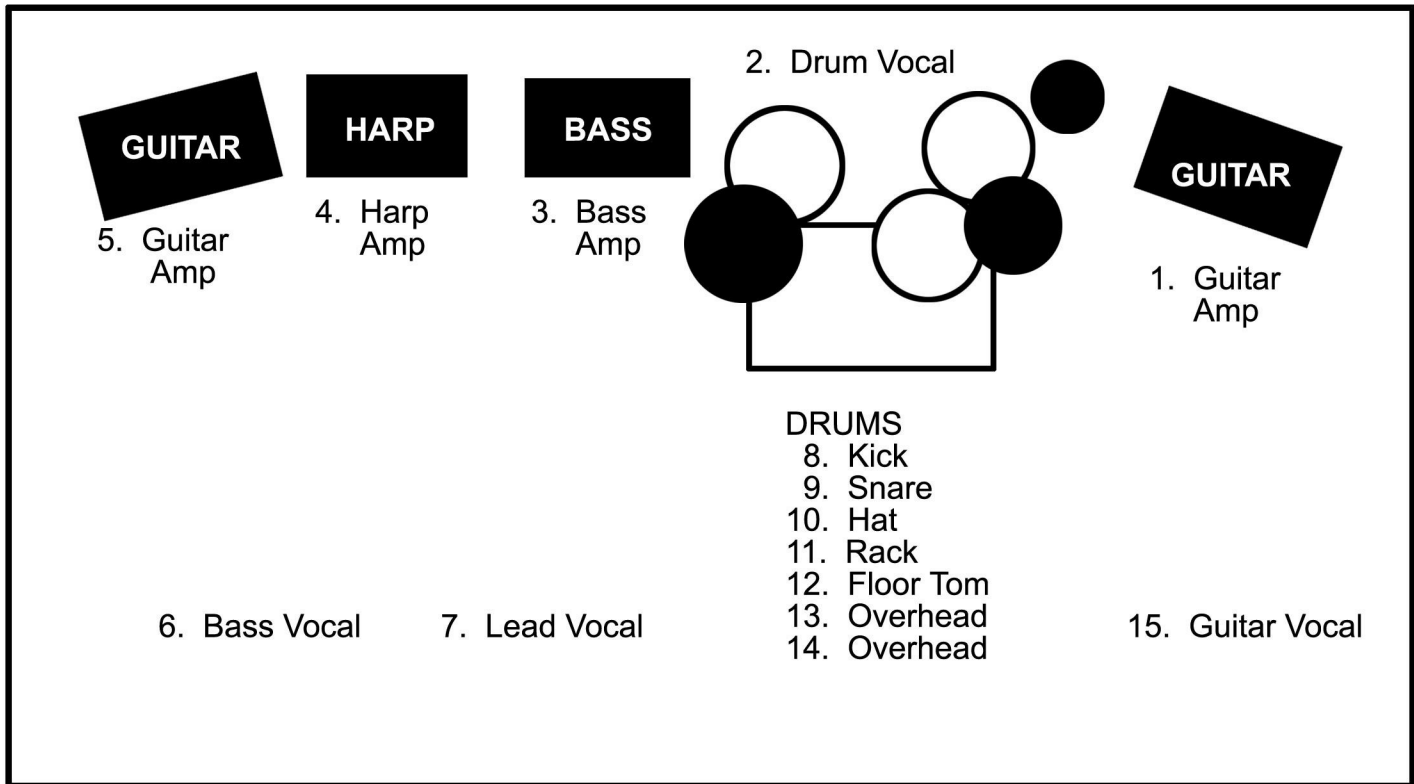 2. Drum Vocal
GUITAR
HARP
BASS
GUITAR
5. Guitar
Amp
4. Harp
Amp
3. Bass
Amp
1. Guitar
Amp
DRUMS
8. Kick
9. Snare
10. Hat
11. Rack
12. Floor Tom
13. Overhead
14. Overhead
6. Bass Vocal
7. Lead Vocal
15. Guitar Vocal